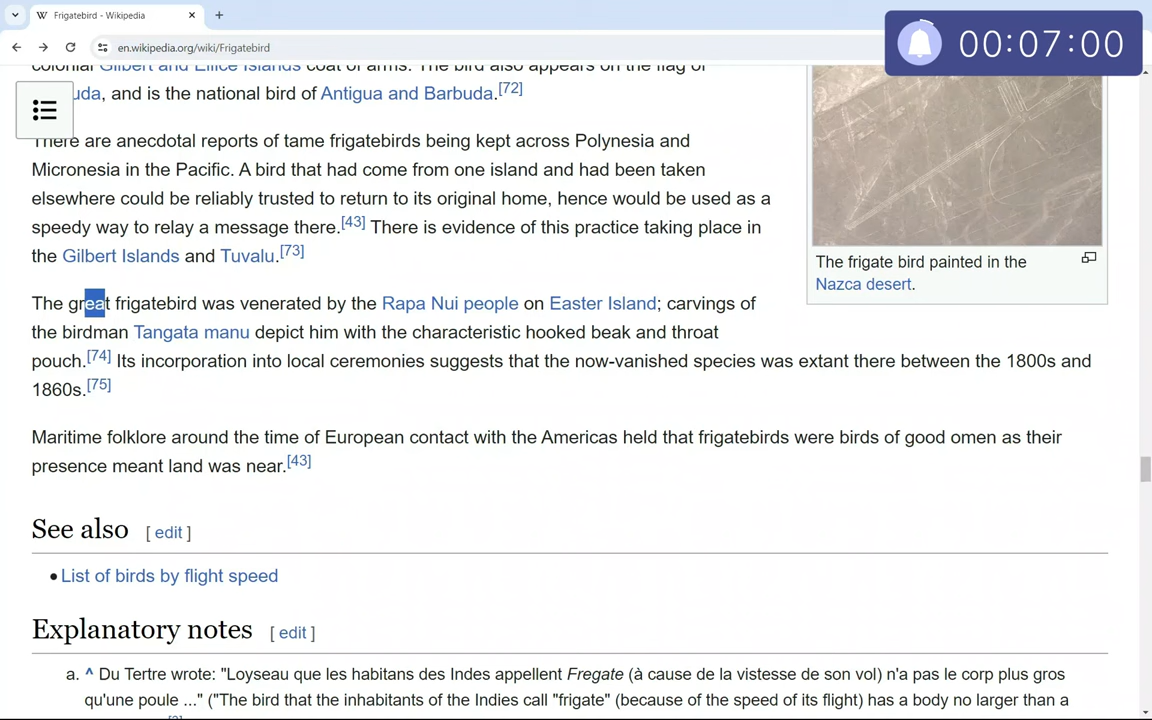 Frigatebird - Wikipedia
en.wikipedia.org/wiki/Frigatebird
00:07:00
colonial Gilbert and Ellice Islands coat of arms. The bird also appears on the flag of
uda, and is the national bird of Antigua and Barbuda.[72]
There are anecdotal reports of tame frigatebirds being kept across Polynesia and
Micronesia in the Pacific. A bird that had come from one island and had been taken
elsewhere could be reliably trusted to return to its original home, hence would be used as a
speedy way to relay a message there.[43] There is evidence of this practice taking place in
the Gilbert Islands and Tuvalu.[73]
The frigate bird painted in the
Nazca desert.
The great frigatebird was venerated by the Rapa Nui people on Easter Island; carvings of
the birdman Tangata manu depict him with the characteristic hooked beak and throat
pouch.[74] Its incorporation into local ceremonies suggests that the now-vanished species was extant there between the 1800s and
1860s.[75]
Maritime folklore around the time of European contact with the Americas held that frigatebirds were birds of good omen as their
presence meant land was near.[43]
See also [ edit ]
• List of birds by flight speed
Explanatory notes [ edit ]
a. ^ Du Tertre wrote: "Loyseau que les habitans des Indes appellent Fregate (à cause de la vistesse de son vol) n'a pas le corp plus gros
qu'une poule ..." ("The bird that the inhabitants of the Indies call "frigate" (because of the speed of its flight) has a body no larger than a